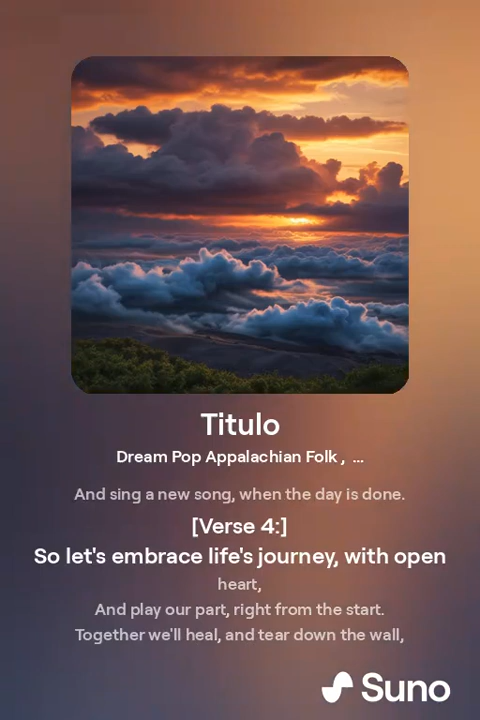 Titulo
Dream Pop Appalachian Folk , ...
And sing a new song, when the day is done.
[Verse 4:]
So let's embrace life's journey, with open
heart,
And play our part, right from the start.
Together we'll heal, and tear down the wall,
Suno